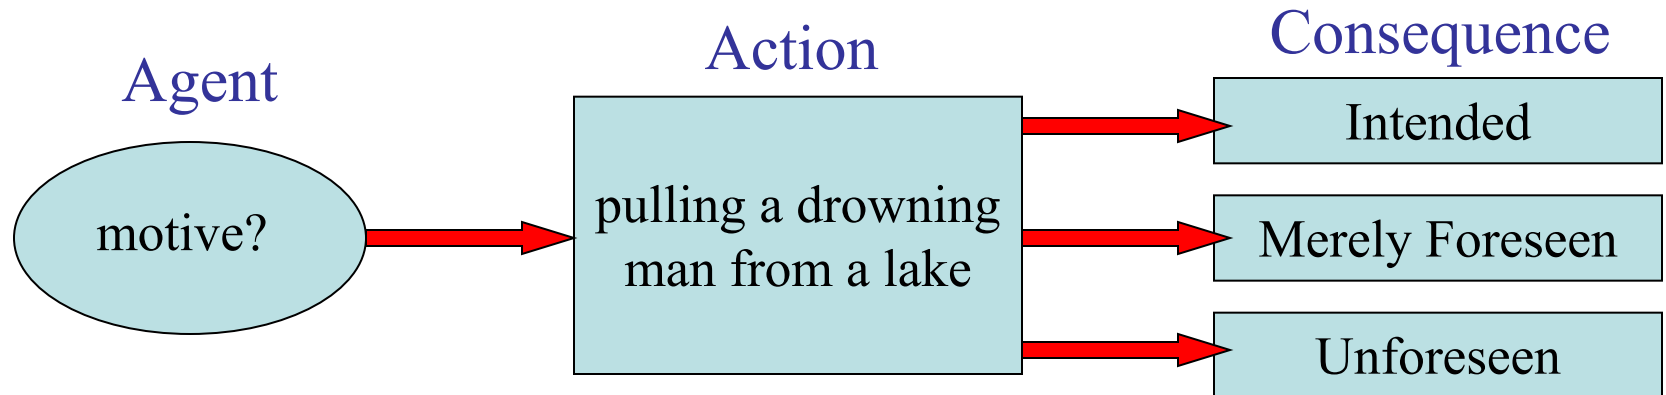 Agent
motive?
Action
pulling a drowning
man from a lake
Consequence
Intended
Merely Foreseen
Unforeseen